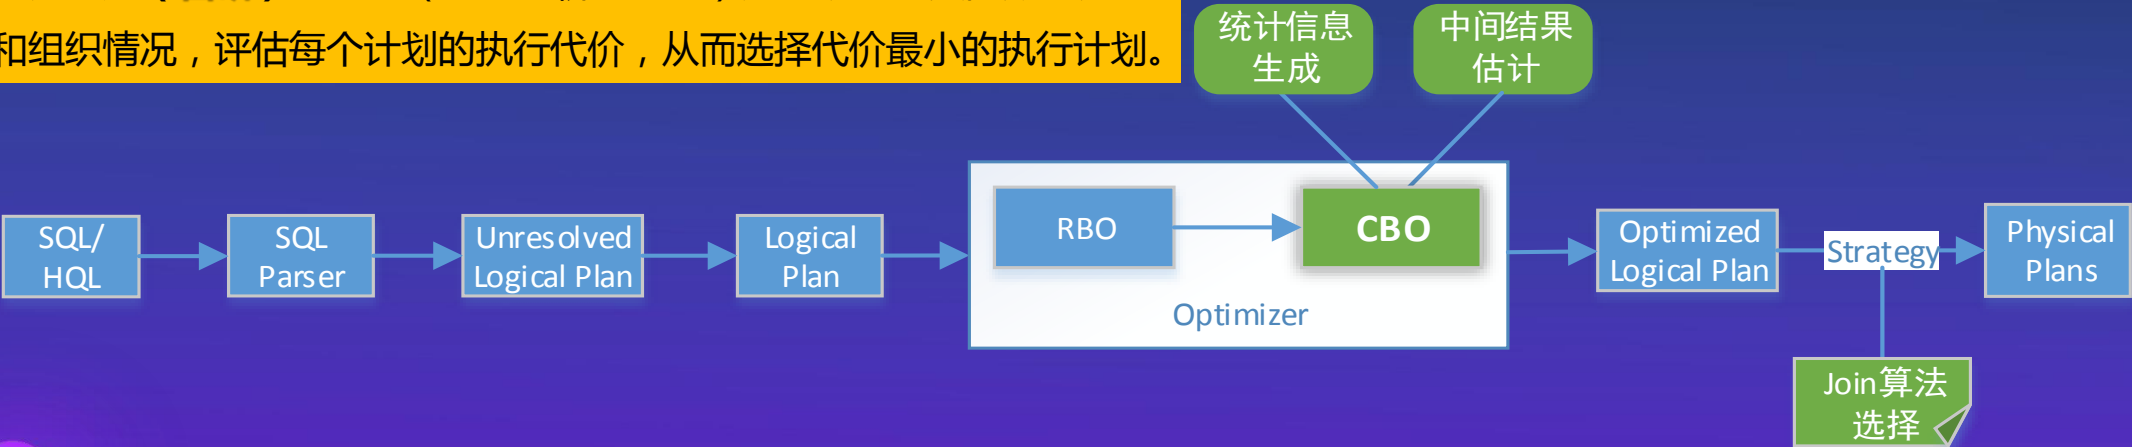 和组织情况，评估每个计划的执行代价，从而选择代价最小的执行计划。
统计信息
生成
中间结果
估计
SQL/
HQL
SQL
Parser
Unresolved
Logical Plan
Logical
Plan
RBO
CBO
Optimizer
Optimized
Logical Plan
Strategy
Physical
Plans
Join算法
选择